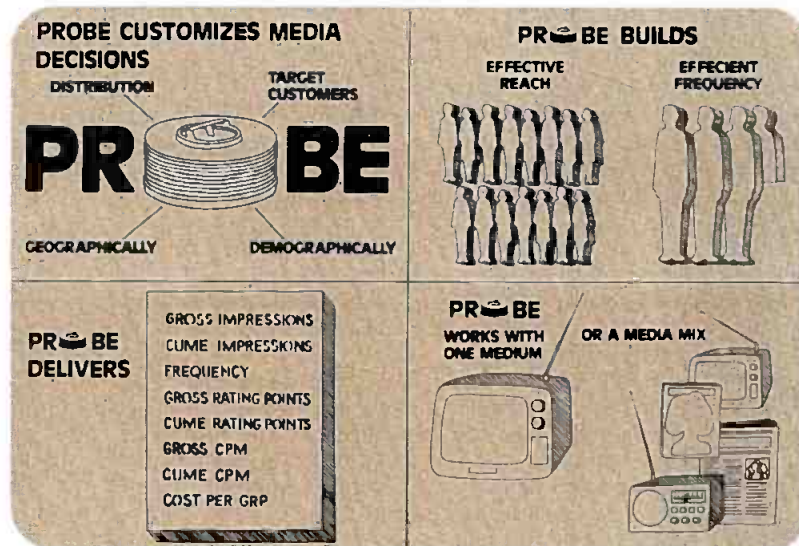 PROBE CUSTOMIZES MEDIA
DECISIONS
DISTRIBUTION
TARGET
CUSTOMERS
PR BE
GEOGRAPHICALLY
DEMOGRAPHICALLY
PR BE BUILDS
EFFECTIVE
REACH
EFFECIENT
FREQUENCY
PR BE
DELIVERS
GROSS IMPRESSIONS
CUME IMPRESSIONS
FREQUENCY
GROSS RATING POINTS
CUME RATING POINTS
GROSS CPM
CUME CPM
COST PER GRP
PR BE
WORKS WITH
ONE MEDIUM
OR A MEDIA MIX